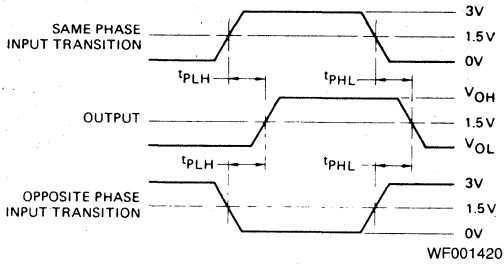 SAME PHASE
INPUT TRANSITION
3V
1.5V
0V
tPLH
tPHL
OUTPUT
VOH
1.5V
VOL
tPLH
tPHL
OPPOSITE PHASE
INPUT TRANSITION
3V
1.5V
0V
WF001420